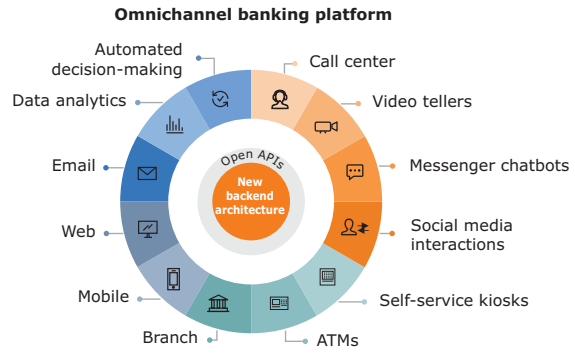 Omnichannel banking platform
Automated
decision-making
Call center
Data analytics
Video tellers
Email
Messenger chatbots
Open APIs
New
backend
architecture
Web
Social media
interactions
Mobile
Self-service kiosks
Branch
ATMs